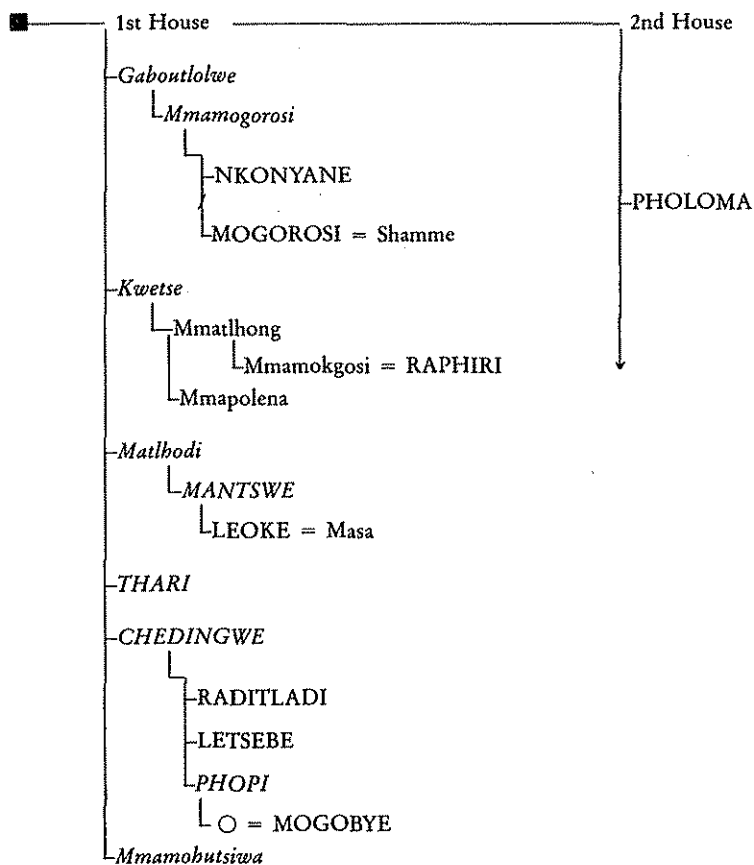 1st House 2nd House
Gaboutlolwe
Mmamogorosi
NKONYANE
PHOLOMA
MOGOROSI = Shamme
Kwetse
Mmatlhong
Mmamokgosi = RAPHIRI
Mmapolena
Matlhodi
MANTSWE
LEOKE = Masa
THARI
CHEDINGWE
RADITLADI
LETSEBE
PHOPI
○ = MOGOBYE
Mmamohutsiwa